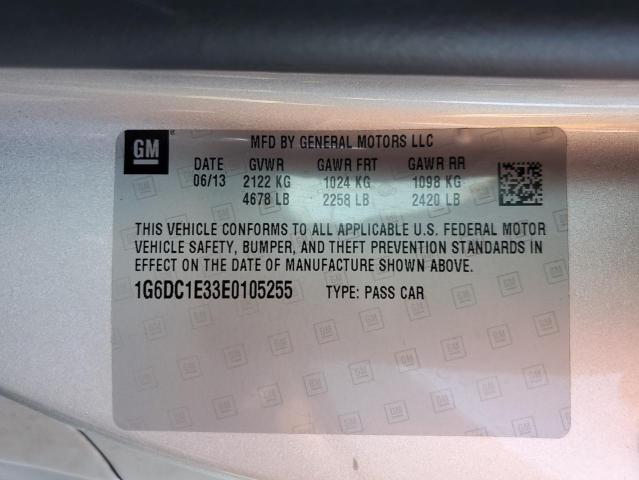 GM ® MFD BY GENERAL MOTORS LLC
DATE GVWR GAWR FRT GAWR RR
06/13 2122 KG 1024 KG 1098 KG
4678 LB 2258 LB 2420 LB
THIS VEHICLE CONFORMS TO ALL APPLICABLE U.S. FEDERAL MOTOR
VEHICLE SAFETY, BUMPER, AND THEFT PREVENTION STANDARDS IN
EFFECT ON THE DATE OF MANUFACTURE SHOWN ABOVE.
1G6DC1E33E0105255 TYPE: PASS CAR